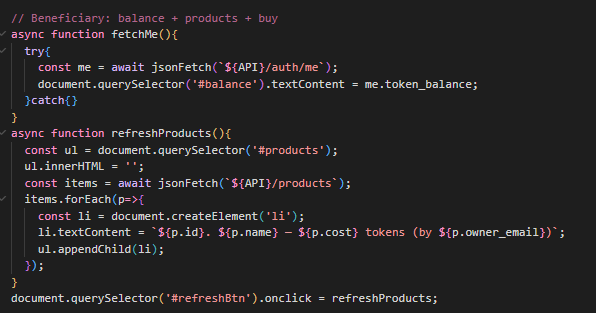 // Beneficiary: balance + products + buy
async function fetchMe(){
  try{
    const me = await jsonFetch(`${API}/auth/me`);
    document.querySelector('#balance').textContent = me.token_balance;
  }catch{}
}
async function refreshProducts(){
  const ul = document.querySelector('#products');
  ul.innerHTML = '';
  const items = await jsonFetch(`${API}/products`);
  items.forEach(p=>{
    const li = document.createElement('li');
    li.textContent = `${p.id}. ${p.name} — ${p.cost} tokens (by ${p.owner_email})`;
    ul.appendChild(li);
  });
}
document.querySelector('#refreshBtn').onclick = refreshProducts;